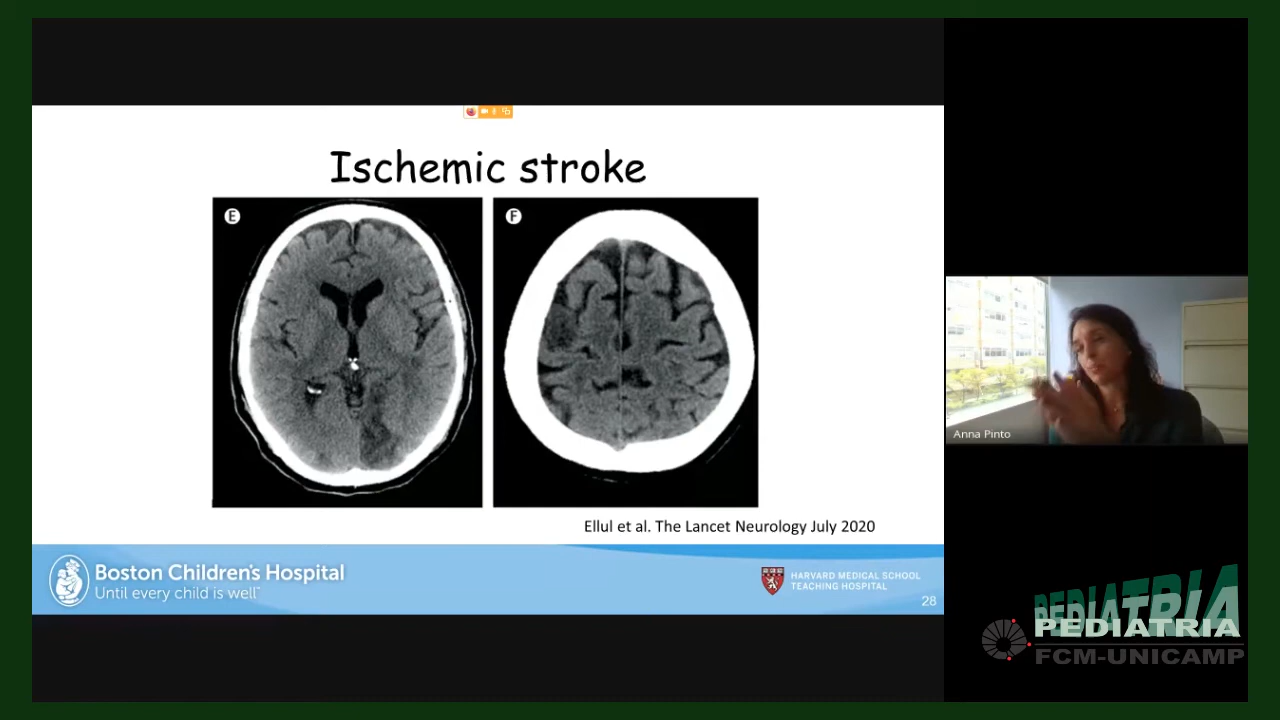 Ischemic stroke
E
F
Ellul et al. The Lancet Neurology July 2020
Boston Children's Hospital
Until every child is well™
HARVARD MEDICAL SCHOOL
TEACHING HOSPITAL
28
Anna Pinto
PEDIATRIA
PEDIATRIA
FCM-UNICAMP